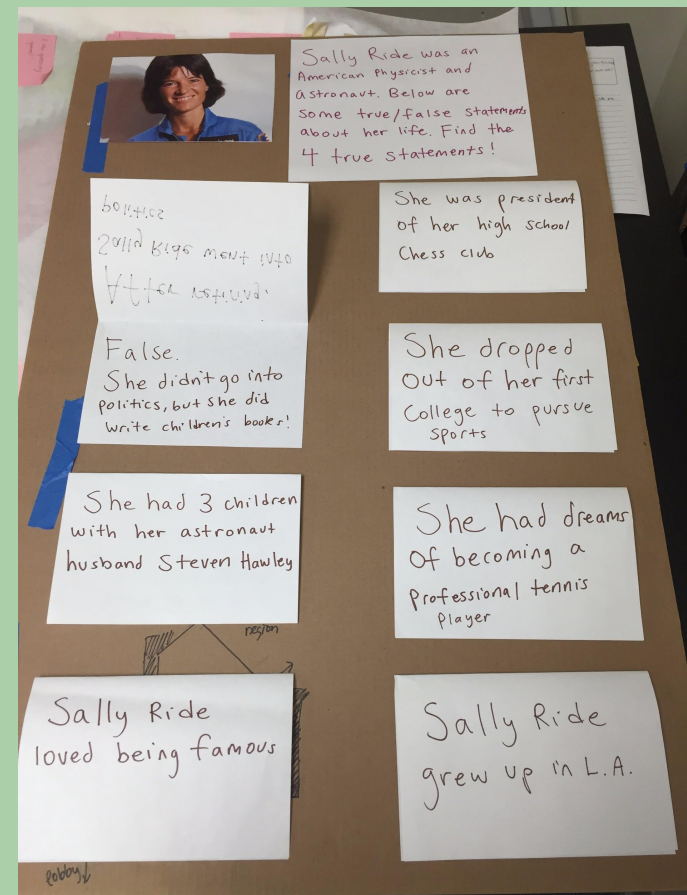 Sally Ride was an
American Physicist and
astronaut. Below are
some true/false statements
about her life. Find the
4 true statements!
After retiring,
Sally Ride went into
politics
False.
She didn't go into
politics, but she did
write children's books!
She was president
of her high school
Chess club
She dropped
out of her first
College to pursue
sports
She had 3 children
with her astronaut
husband Steven Hawley
She had dreams
of becoming a
professional tennis
player
region
Sally Ride
loved being famous
Sally Ride
grew up in L.A.
lobby